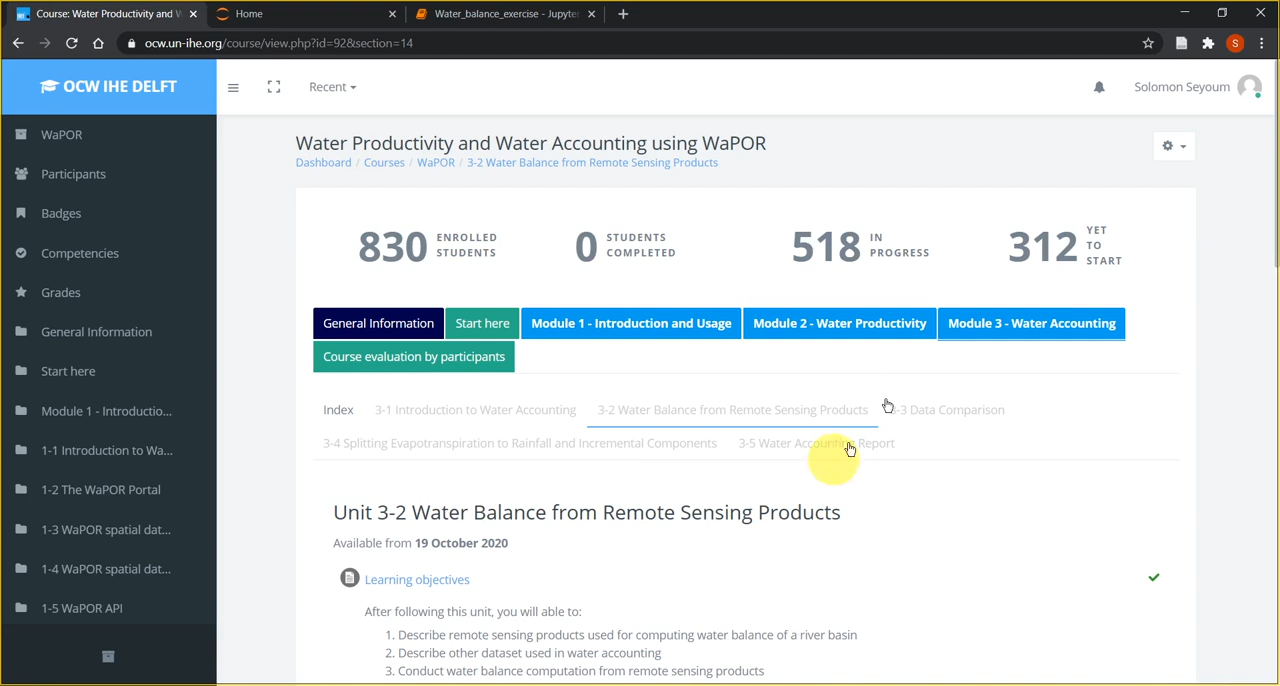 Course: Water Productivity and W
Home
Water_balance_exercise - Jupyter
ocw.un-ihe.org/course/view.php?id=92&section=14
S
OCW IHE DELFT
Recent
Solomon Seyoum
WaPOR
Participants
Badges
Competencies
Grades
General Information
Start here
Module 1 - Introductio...
1-1 Introduction to Wa...
1-2 The WaPOR Portal
1-3 WaPOR spatial dat...
1-4 WaPOR spatial dat...
1-5 WaPOR API
Water Productivity and Water Accounting using WaPOR
Dashboard / Courses / WaPOR / 3-2 Water Balance from Remote Sensing Products
830 ENROLLED STUDENTS
0 STUDENTS COMPLETED
518 IN PROGRESS
312 YET TO START
General Information Start here Module 1 - Introduction and Usage Module 2 - Water Productivity Module 3 - Water Accounting
Course evaluation by participants
Index 3-1 Introduction to Water Accounting 3-2 Water Balance from Remote Sensing Products 3-3 Data Comparison
3-4 Splitting Evapotranspiration to Rainfall and Incremental Components 3-5 Water Accounting Report
Unit 3-2 Water Balance from Remote Sensing Products
Available from 19 October 2020
Learning objectives
After following this unit, you will able to:
1. Describe remote sensing products used for computing water balance of a river basin
2. Describe other dataset used in water accounting
3. Conduct water balance computation from remote sensing products